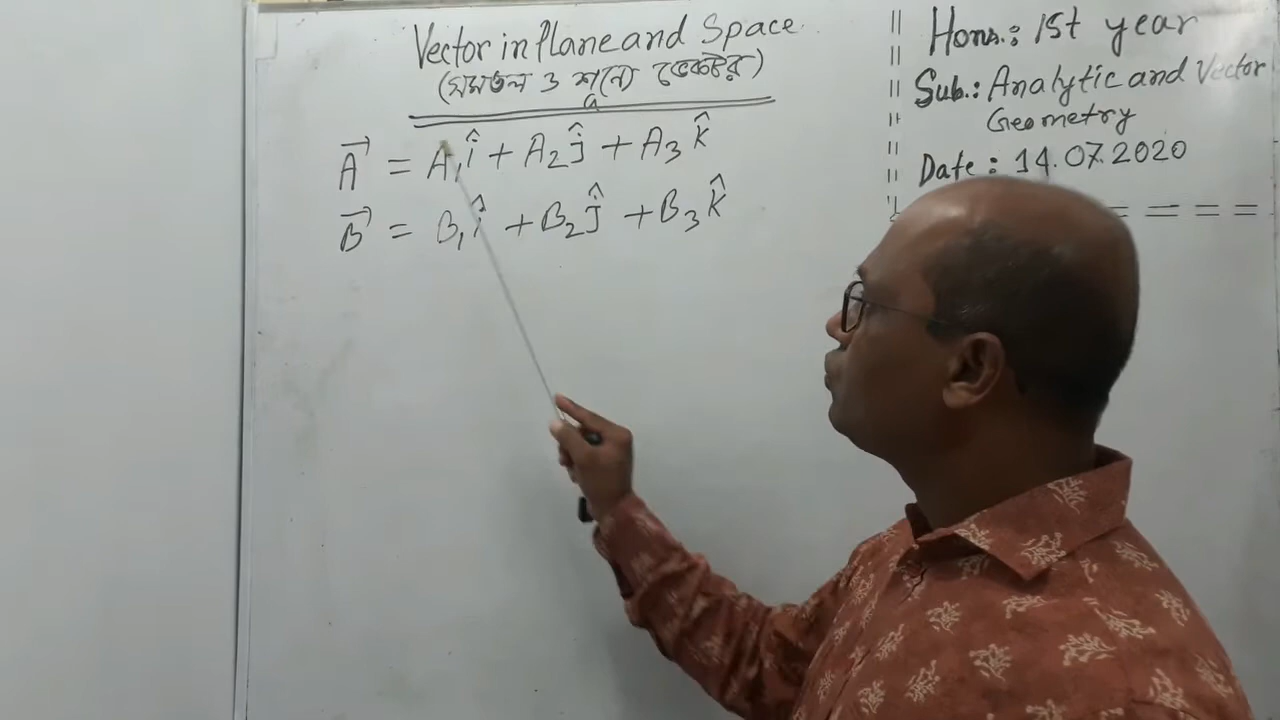 Vector in Plane and Space
(সমতল ও শূন্যে ভেক্টর)
A⃗ = A₁î + A₂ĵ + A₃k̂
B⃗ = B₁î + B₂ĵ + B₃k̂
Hons.: 1st year
Sub.: Analytic and Vector
Geometry
Date: 14.07.2020